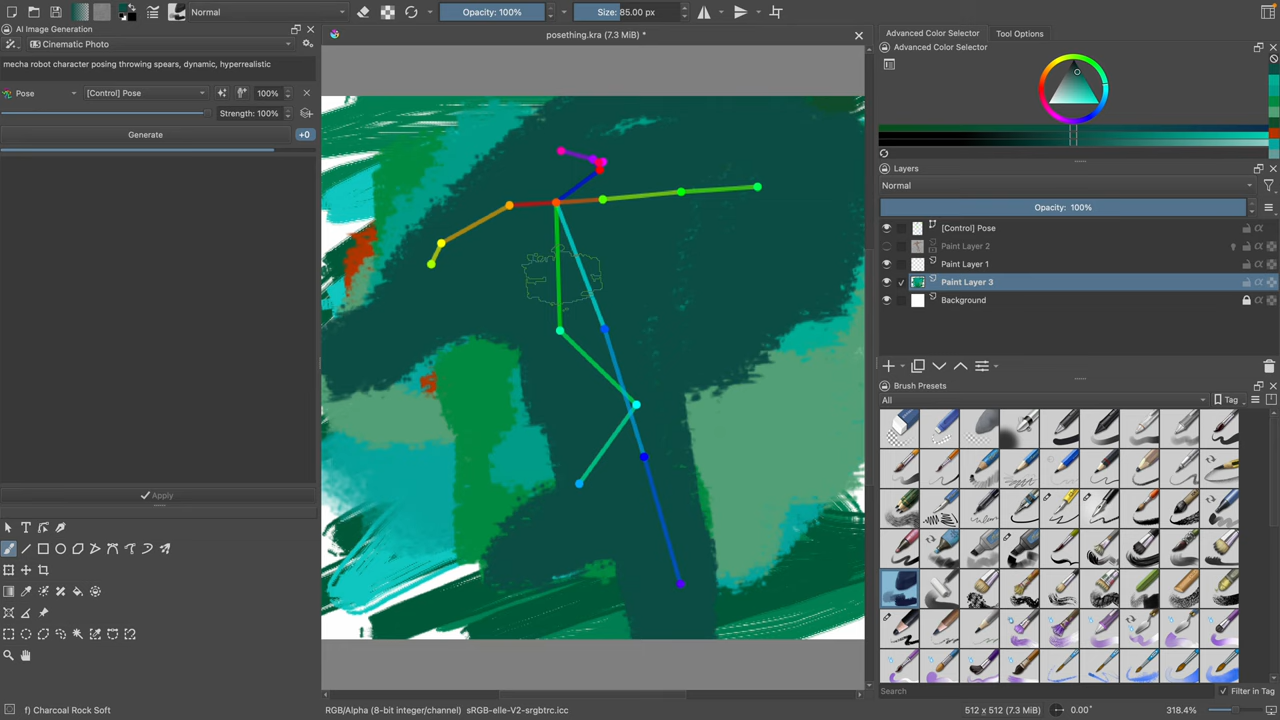 Normal
Opacity: 100%
Size: 85.00 px
AI Image Generation
Cinematic Photo
mecha robot character posing throwing spears, dynamic, hyperrealistic
Pose
[Control] Pose
100%
Strength: 100%
Generate
+0
Apply
posething.kra (7.3 MiB) *
Advanced Color Selector
Tool Options
Advanced Color Selector
Layers
Normal
Opacity: 100%
[Control] Pose
Paint Layer 2
Paint Layer 1
Paint Layer 3
Background
Brush Presets
All
Tag
Search
Filter in Tag
f) Charcoal Rock Soft
RGB/Alpha (8-bit integer/channel) sRGB-elle-V2-srgbtrc.icc
512 x 512 (7.3 MiB)
0.00°
318.4%